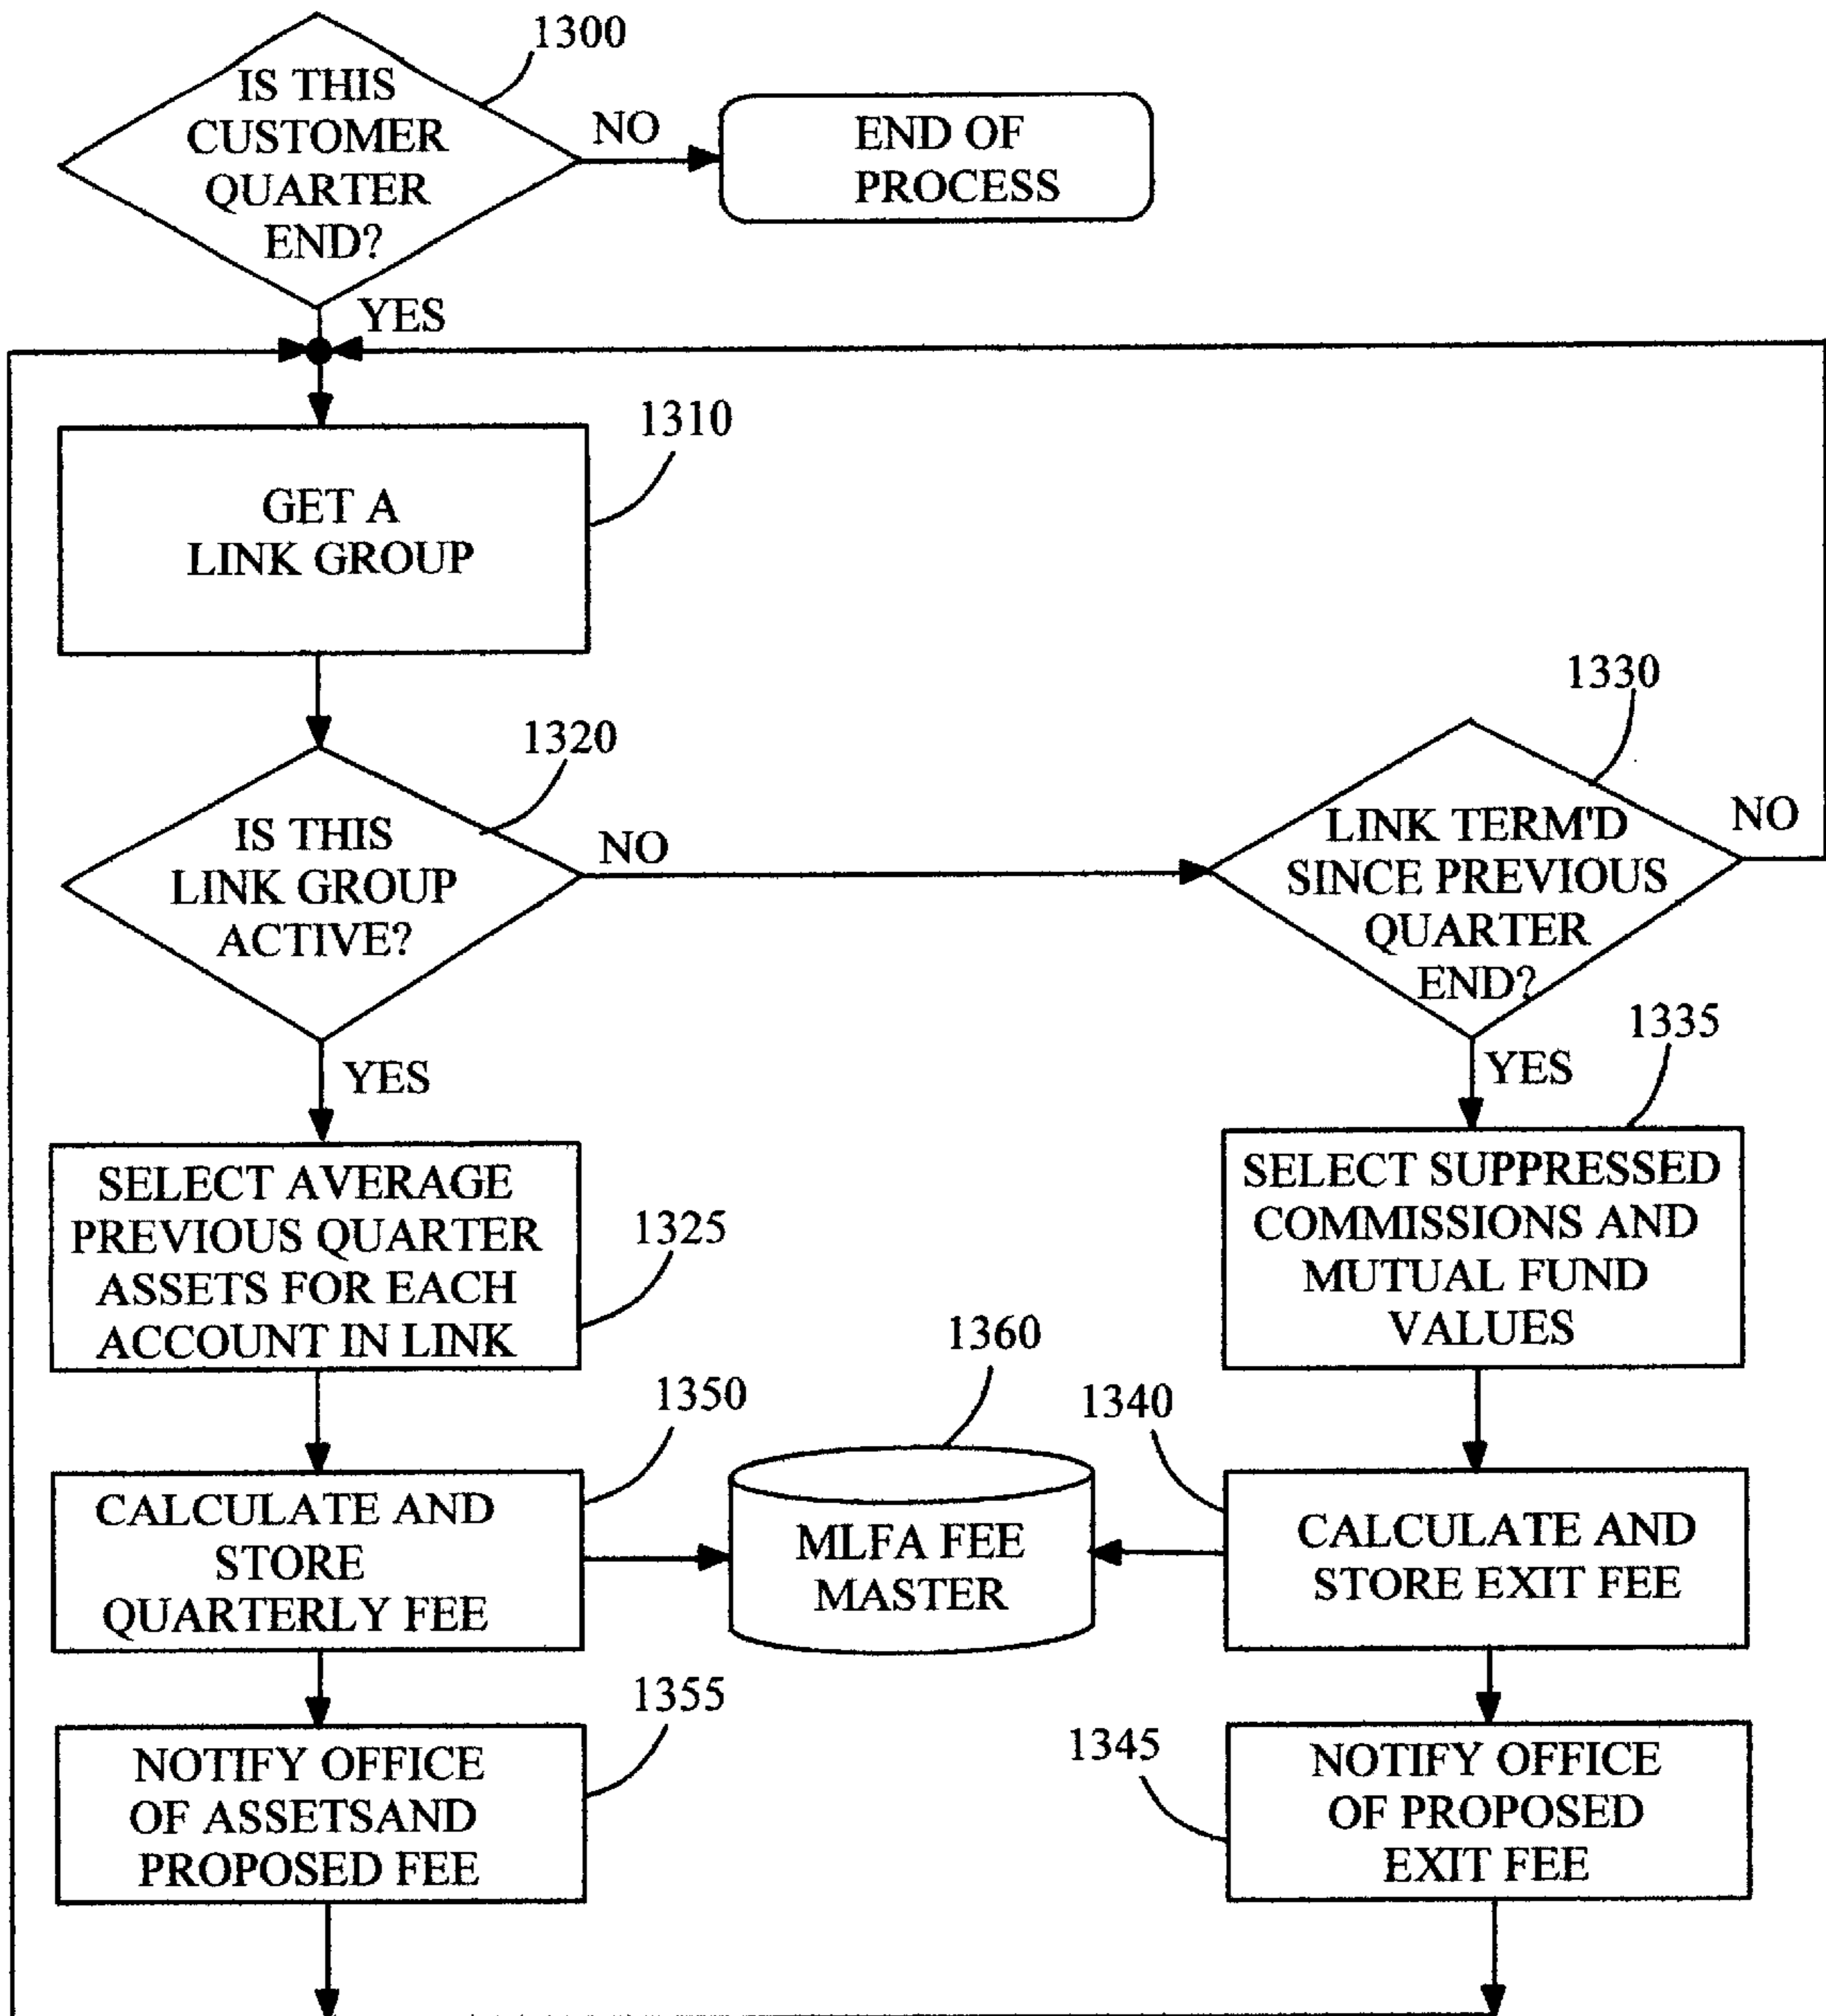 1300
IS THIS
CUSTOMER
QUARTER
END?
NO
END OF
PROCESS
YES
1310
GET A
LINK GROUP
1320
IS THIS
LINK GROUP
ACTIVE?
NO
1330
LINK TERM'D
SINCE PREVIOUS
QUARTER
END?
NO
YES
YES
1335
SELECT AVERAGE
PREVIOUS QUARTER
ASSETS FOR EACH
ACCOUNT IN LINK
1325
SELECT SUPPRESSED
COMMISSIONS AND
MUTUAL FUND
VALUES
1350
CALCULATE AND
STORE
QUARTERLY FEE
1360
MLFA FEE
MASTER
1340
CALCULATE AND
STORE EXIT FEE
1355
NOTIFY OFFICE
OF ASSETSAND
PROPOSED FEE
1345
NOTIFY OFFICE
OF PROPOSED
EXIT FEE